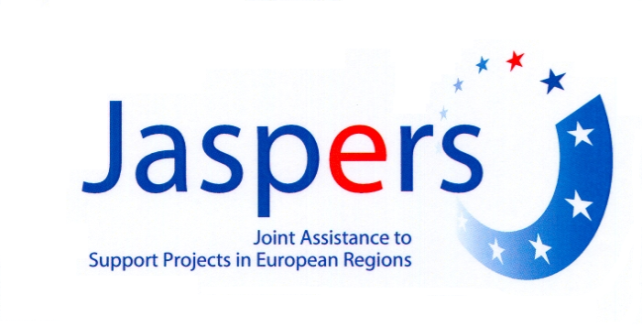 Jaspers
Joint Assistance to
Support Projects in European Regions